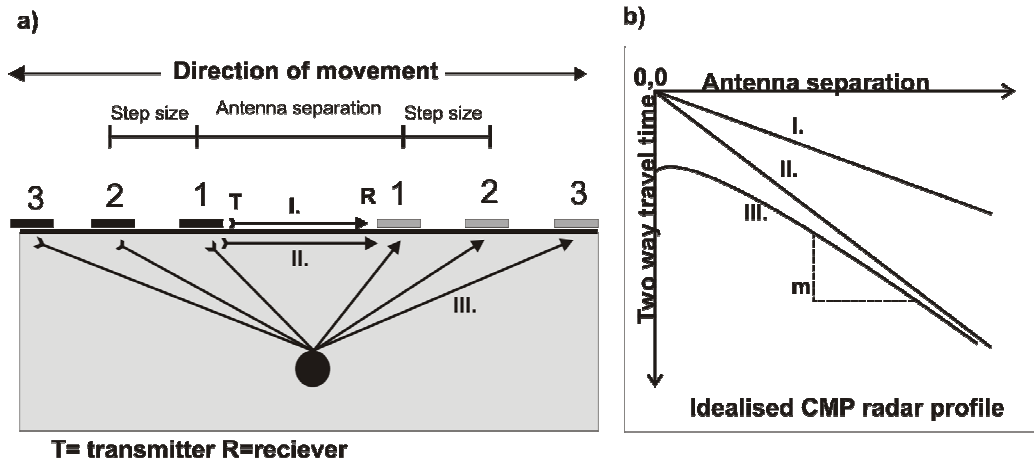 a)
Direction of movement
Step size Antenna separation Step size
3 2 1 T I. R 1 2 3
II.
III.
T= transmitter R=reciever
b)
0,0 Antenna separation
Two way travel time
I.
II.
III.
m
Idealised CMP radar profile